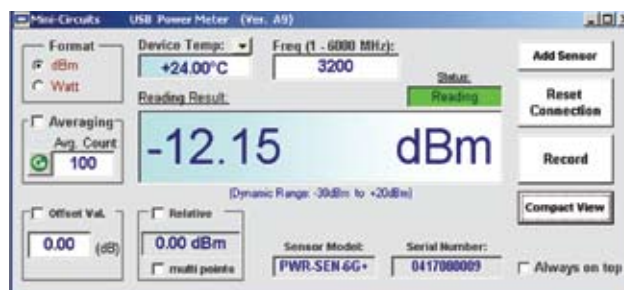 Mini-Circuits USB Power Meter (Ver. A9)
Format
dBm
Watt
Device Temp:
+24.00°C
Freq (1 - 6000 MHz):
3200
Status:
Reading
Reading Result:
-12.15 dBm
(Dynamic Range: -30dBm to +20dBm)
Averaging
Avg. Count
100
Offset Val.
0.00 (dB)
Relative
0.00 dBm
multi points
Sensor Model:
PWR-SEN-6G+
Serial Number:
0417080009
Add Sensor
Reset
Connection
Record
Compact View
Always on top